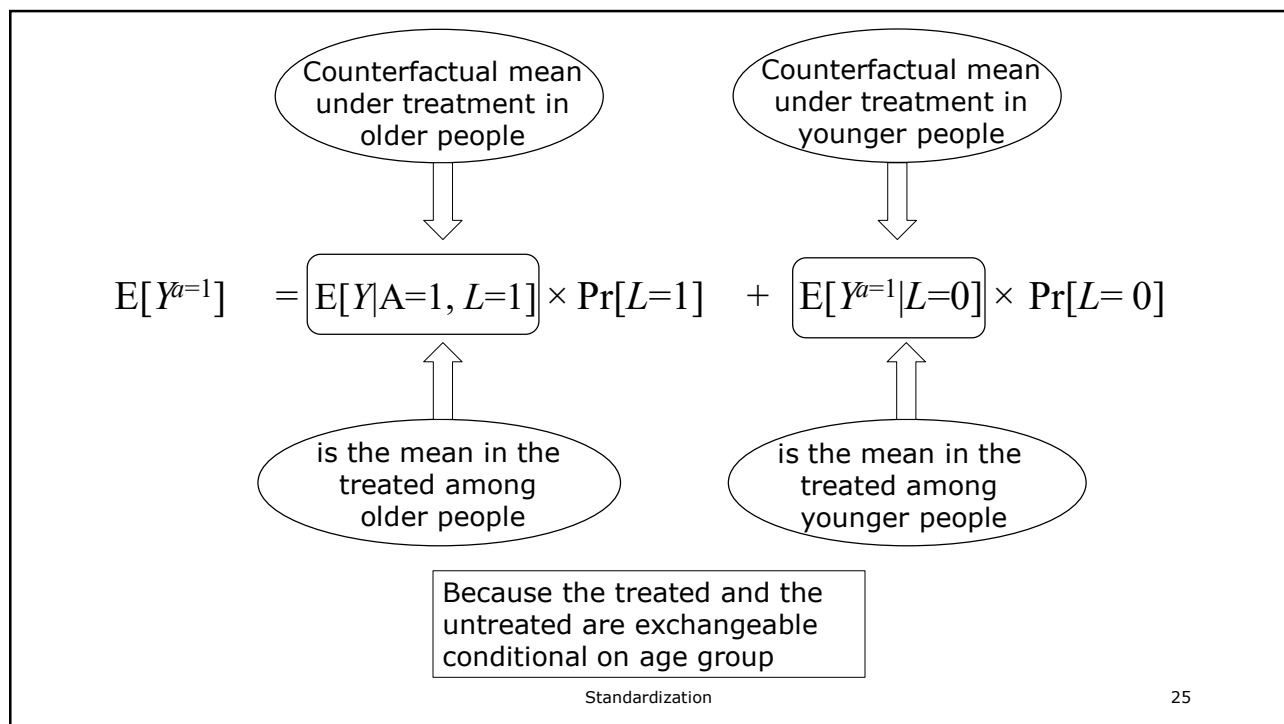 Counterfactual mean
under treatment in
older people
Counterfactual mean
under treatment in
younger people
E[Yᵃ⁼¹] = E[Y|A=1, L=1] × Pr[L=1] + E[Yᵃ⁼¹|L=0] × Pr[L= 0]
is the mean in the
treated among
older people
is the mean in the
treated among
younger people
Because the treated and the
untreated are exchangeable
conditional on age group
Standardization 25